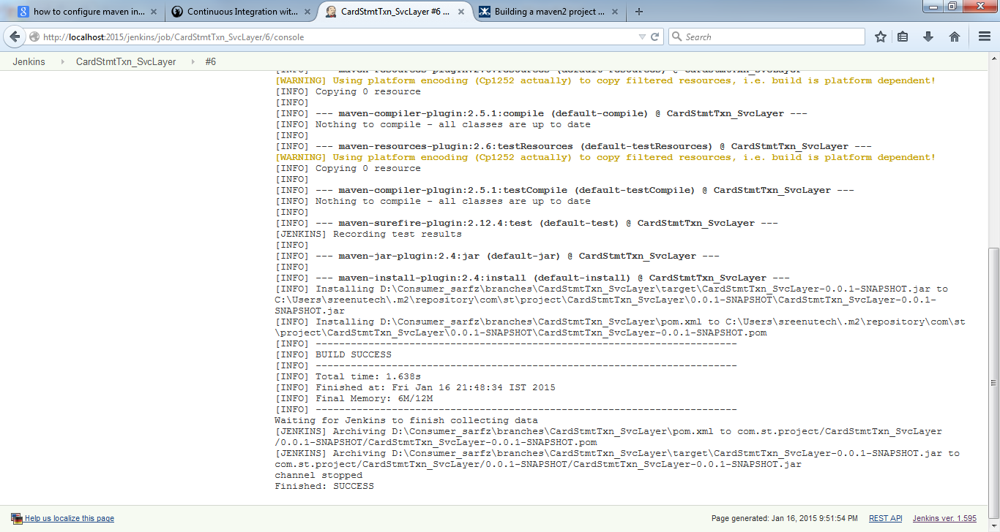 how to configure maven in...
Continuous Integration wit...
CardStmtTxn_SvcLayer #6 ...
Building a maven2 project ...
http://localhost:2015/jenkins/job/CardStmtTxn_SvcLayer/6/console
Search
Jenkins CardStmtTxn_SvcLayer #6
[INFO] --- maven-resources-plugin:2.6:resources (default-resources) @ CardStmtTxn_SvcLayer ---
[WARNING] Using platform encoding (Cp1252 actually) to copy filtered resources, i.e. build is platform dependent!
[INFO] Copying 0 resource
[INFO]
[INFO] --- maven-compiler-plugin:2.5.1:compile (default-compile) @ CardStmtTxn_SvcLayer ---
[INFO] Nothing to compile - all classes are up to date
[INFO]
[INFO] --- maven-resources-plugin:2.6:testResources (default-testResources) @ CardStmtTxn_SvcLayer ---
[WARNING] Using platform encoding (Cp1252 actually) to copy filtered resources, i.e. build is platform dependent!
[INFO] Copying 0 resource
[INFO]
[INFO] --- maven-compiler-plugin:2.5.1:testCompile (default-testCompile) @ CardStmtTxn_SvcLayer ---
[INFO] Nothing to compile - all classes are up to date
[INFO]
[INFO] --- maven-surefire-plugin:2.12.4:test (default-test) @ CardStmtTxn_SvcLayer ---
[JENKINS] Recording test results
[INFO]
[INFO] --- maven-jar-plugin:2.4:jar (default-jar) @ CardStmtTxn_SvcLayer ---
[INFO]
[INFO] --- maven-install-plugin:2.4:install (default-install) @ CardStmtTxn_SvcLayer ---
[INFO] Installing D:\Consumer_sarfz\branches\CardStmtTxn_SvcLayer\target\CardStmtTxn_SvcLayer-0.0.1-SNAPSHOT.jar to
C:\Users\sreenutech\.m2\repository\com\st\project\CardStmtTxn_SvcLayer\0.0.1-SNAPSHOT\CardStmtTxn_SvcLayer-0.0.1-
SNAPSHOT.jar
[INFO] Installing D:\Consumer_sarfz\branches\CardStmtTxn_SvcLayer\pom.xml to C:\Users\sreenutech\.m2\repository\com\st
\project\CardStmtTxn_SvcLayer\0.0.1-SNAPSHOT\CardStmtTxn_SvcLayer-0.0.1-SNAPSHOT.pom
[INFO] ------------------------------------------------------------------------
[INFO] BUILD SUCCESS
[INFO] ------------------------------------------------------------------------
[INFO] Total time: 1.638s
[INFO] Finished at: Fri Jan 16 21:48:34 IST 2015
[INFO] Final Memory: 6M/12M
[INFO] ------------------------------------------------------------------------
Waiting for Jenkins to finish collecting data
[JENKINS] Archiving D:\Consumer_sarfz\branches\CardStmtTxn_SvcLayer\pom.xml to com.st.project/CardStmtTxn_SvcLayer
/0.0.1-SNAPSHOT/CardStmtTxn_SvcLayer-0.0.1-SNAPSHOT.pom
[JENKINS] Archiving D:\Consumer_sarfz\branches\CardStmtTxn_SvcLayer\target\CardStmtTxn_SvcLayer-0.0.1-SNAPSHOT.jar to
com.st.project/CardStmtTxn_SvcLayer/0.0.1-SNAPSHOT/CardStmtTxn_SvcLayer-0.0.1-SNAPSHOT.jar
channel stopped
Finished: SUCCESS
Help us localize this page
Page generated: Jan 16, 2015 9:51:54 PM REST API Jenkins ver. 1.595